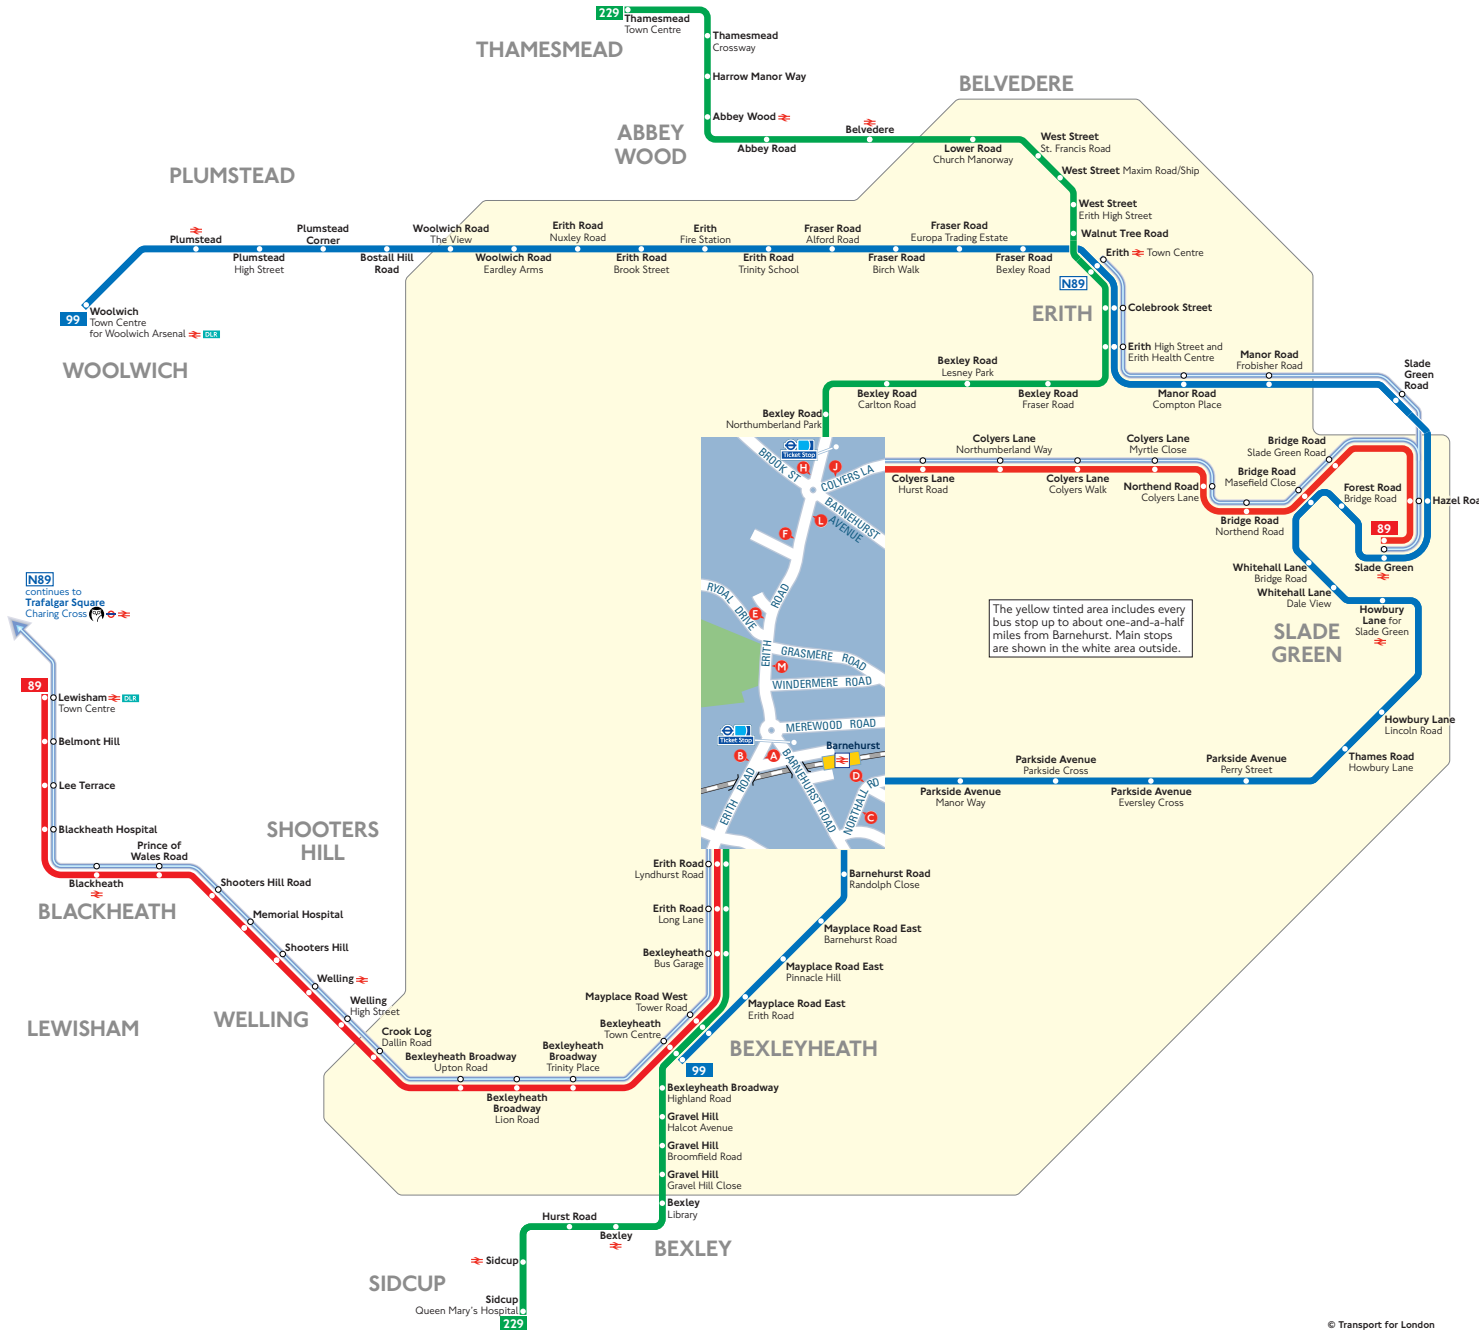 229
Thamesmead
Town Centre
THAMESMEAD
Thamesmead
Crossway
Harrow Manor Way
BELVEDERE
Abbey Wood
ABBEY
WOOD
Belvedere
Abbey Road
Lower Road
Church Manorway
West Street
St. Francis Road
West Street Maxim Road/Ship
PLUMSTEAD
West Street
Erith High Street
Walnut Tree Road
Plumstead
Plumstead
High Street
Plumstead
Corner
Bostall Hill
Road
Woolwich Road
The View
Woolwich Road
Eardley Arms
Erith Road
Nuxley Road
Erith Road
Brook Street
Erith
Fire Station
Erith Road
Trinity School
Fraser Road
Alford Road
Fraser Road
Birch Walk
Fraser Road
Europa Trading Estate
Fraser Road
Bexley Road
Erith Town Centre
N89
99
Woolwich
Town Centre
for Woolwich Arsenal DLR
WOOLWICH
ERITH
Colebrook Street
Erith High Street and
Erith Health Centre
Manor Road
Frobisher Road
Manor Road
Compton Place
Slade
Green
Road
Bexley Road
Lesney Park
Bexley Road
Carlton Road
Bexley Road
Fraser Road
Bexley Road
Northumberland Park
Ticket Stop
BROOK ST
H
J
COLYERS LA
BARNEHURST
AVENUE
L
F
RYDAL DRIVE
ROAD
E
ERITH
GRASMERE ROAD
M
WINDERMERE ROAD
MEREWOOD ROAD
Ticket Stop
Barnehurst
B
A
D
BARNEHURST ROAD
ERITH ROAD
NORTHALL RD
C
Colyers Lane
Hurst Road
Colyers Lane
Northumberland Way
Colyers Lane
Colyers Walk
Colyers Lane
Myrtle Close
Northend Road
Colyers Lane
Bridge Road
Northend Road
Bridge Road
Masefield Close
Bridge Road
Slade Green Road
Forest Road
Bridge Road
Hazel Roa
89
Slade Green
Whitehall Lane
Bridge Road
Whitehall Lane
Dale View
Howbury
Lane for
Slade Green
SLADE
GREEN
The yellow tinted area includes every
bus stop up to about one-and-a-half
miles from Barnehurst. Main stops
are shown in the white area outside.
Howbury Lane
Lincoln Road
Thames Road
Howbury Lane
Parkside Avenue
Perry Street
Parkside Avenue
Eversley Cross
Parkside Avenue
Parkside Cross
Parkside Avenue
Manor Way
N89
continues to
Trafalgar Square
Charing Cross
89
Lewisham DLR
Town Centre
Belmont Hill
Lee Terrace
Blackheath Hospital
Prince of
Wales Road
Blackheath
BLACKHEATH
SHOOTERS
HILL
Shooters Hill Road
Memorial Hospital
Shooters Hill
Welling
Welling
High Street
WELLING
LEWISHAM
Crook Log
Dallin Road
Bexleyheath Broadway
Upton Road
Bexleyheath
Broadway
Lion Road
Bexleyheath
Broadway
Trinity Place
Bexleyheath
Town Centre
Mayplace Road West
Tower Road
Bexleyheath
Bus Garage
Erith Road
Long Lane
Erith Road
Lyndhurst Road
Barnehurst Road
Randolph Close
Mayplace Road East
Barnehurst Road
Mayplace Road East
Pinnacle Hill
Mayplace Road East
Erith Road
BEXLEYHEATH
99
Bexleyheath Broadway
Highland Road
Gravel Hill
Halcot Avenue
Gravel Hill
Broomfield Road
Gravel Hill
Gravel Hill Close
Bexley
Library
Hurst Road
Bexley
BEXLEY
Sidcup
SIDCUP
Sidcup
Queen Mary's Hospital
229
© Transport for London